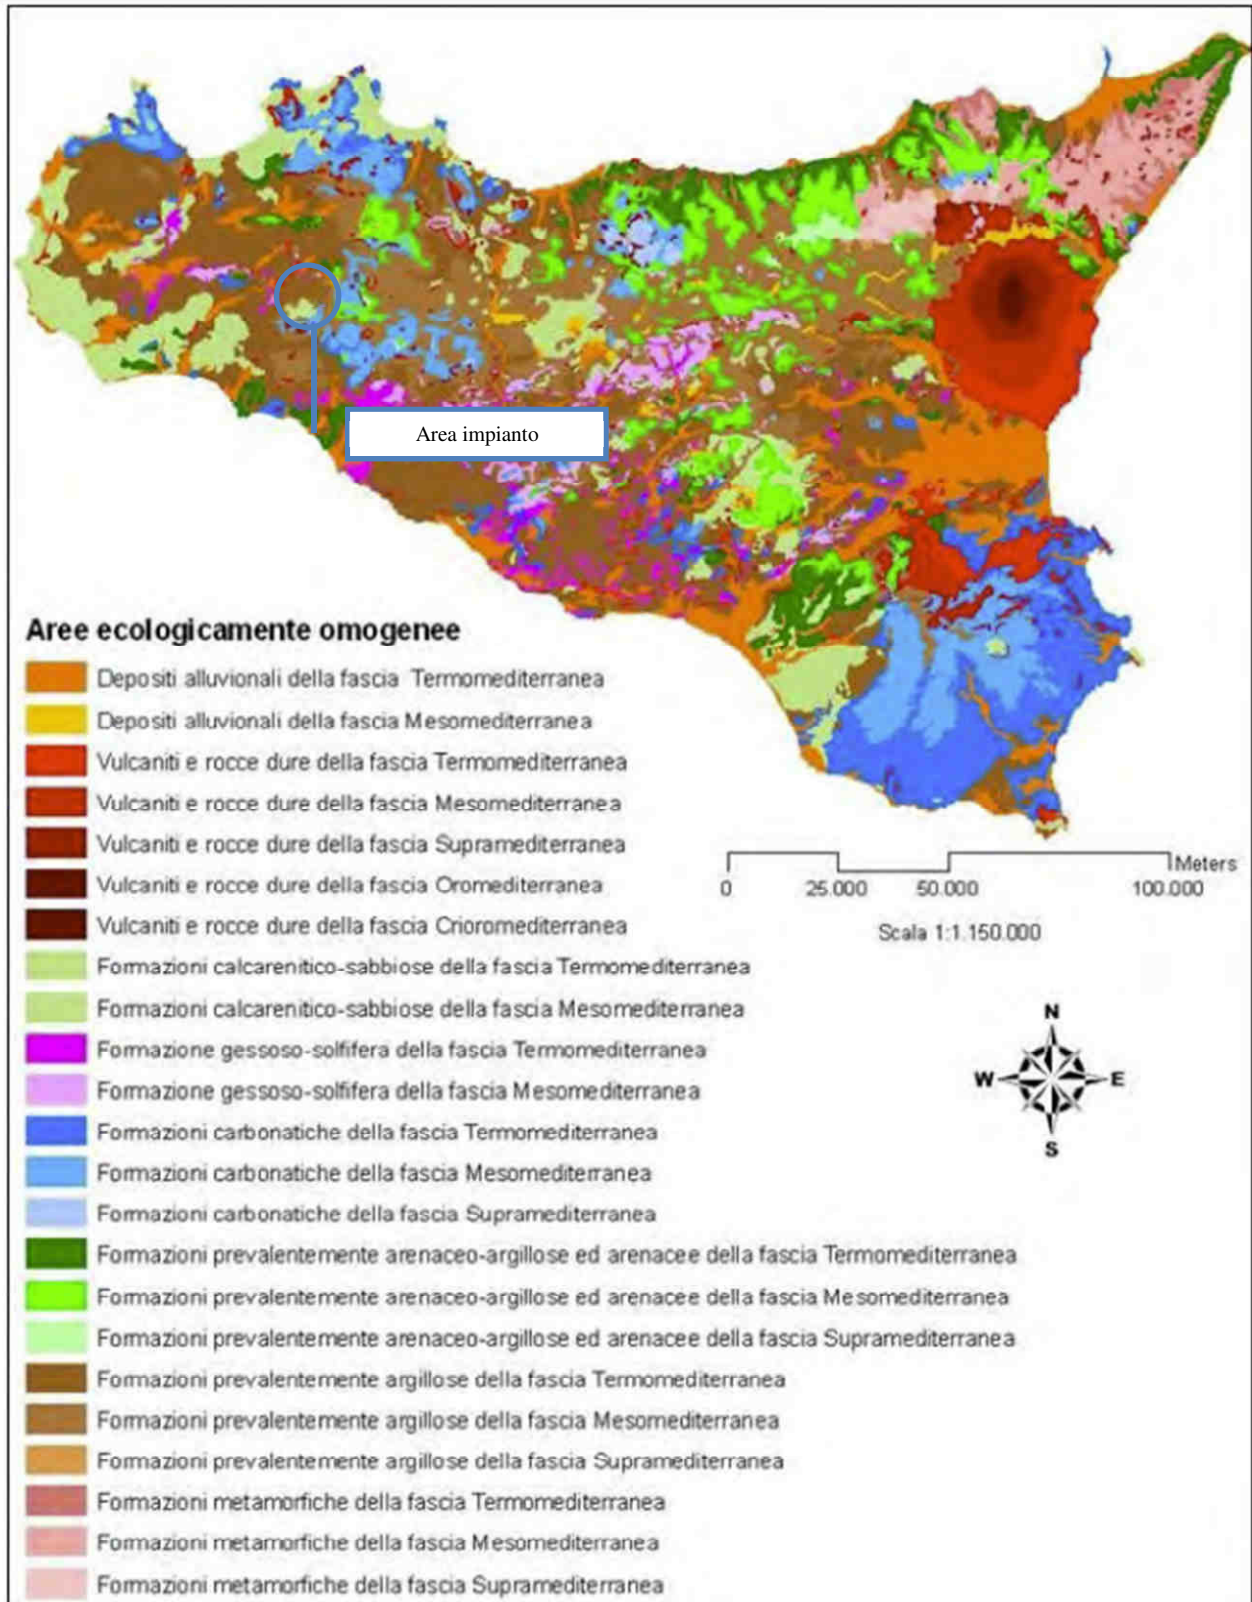 Area impianto
Aree ecologicamente omogenee
Depositi alluvionali della fascia Termomediterranea
Depositi alluvionali della fascia Mesomediterranea
Vulcaniti e rocce dure della fascia Termomediterranea
Vulcaniti e rocce dure della fascia Mesomediterranea
Vulcaniti e rocce dure della fascia Supramediterranea
Vulcaniti e rocce dure della fascia Oromediterranea
Vulcaniti e rocce dure della fascia Crioromediterranea
Formazioni calcarenitico-sabbiose della fascia Termomediterranea
Formazioni calcarenitico-sabbiose della fascia Mesomediterranea
Formazione gessoso-solfifera della fascia Termomediterranea
Formazione gessoso-solfifera della fascia Mesomediterranea
Formazioni carbonatiche della fascia Termomediterranea
Formazioni carbonatiche della fascia Mesomediterranea
Formazioni carbonatiche della fascia Supramediterranea
Formazioni prevalentemente arenaceo-argillose ed arenacee della fascia Termomediterranea
Formazioni prevalentemente arenaceo-argillose ed arenacee della fascia Mesomediterranea
Formazioni prevalentemente arenaceo-argillose ed arenacee della fascia Supramediterranea
Formazioni prevalentemente argillose della fascia Termomediterranea
Formazioni prevalentemente argillose della fascia Mesomediterranea
Formazioni prevalentemente argillose della fascia Supramediterranea
Formazioni metamorfiche della fascia Termomediterranea
Formazioni metamorfiche della fascia Mesomediterranea
Formazioni metamorfiche della fascia Supramediterranea
Meters
0 25.000 50.000 100.000
Scala 1:1.150.000
N
W E
S